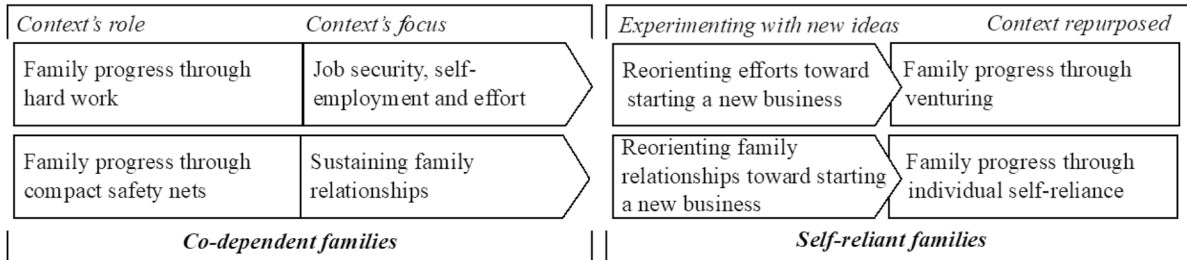 Context's role
Context's focus
Experimenting with new ideas
Context repurposed
Family progress through
hard work
Job security, self-
employment and effort
Reorienting efforts toward
starting a new business
Family progress through
venturing
Family progress through
compact safety nets
Sustaining family
relationships
Reorienting family
relationships toward starting
a new business
Family progress through
individual self-reliance
Co-dependent families
Self-reliant families